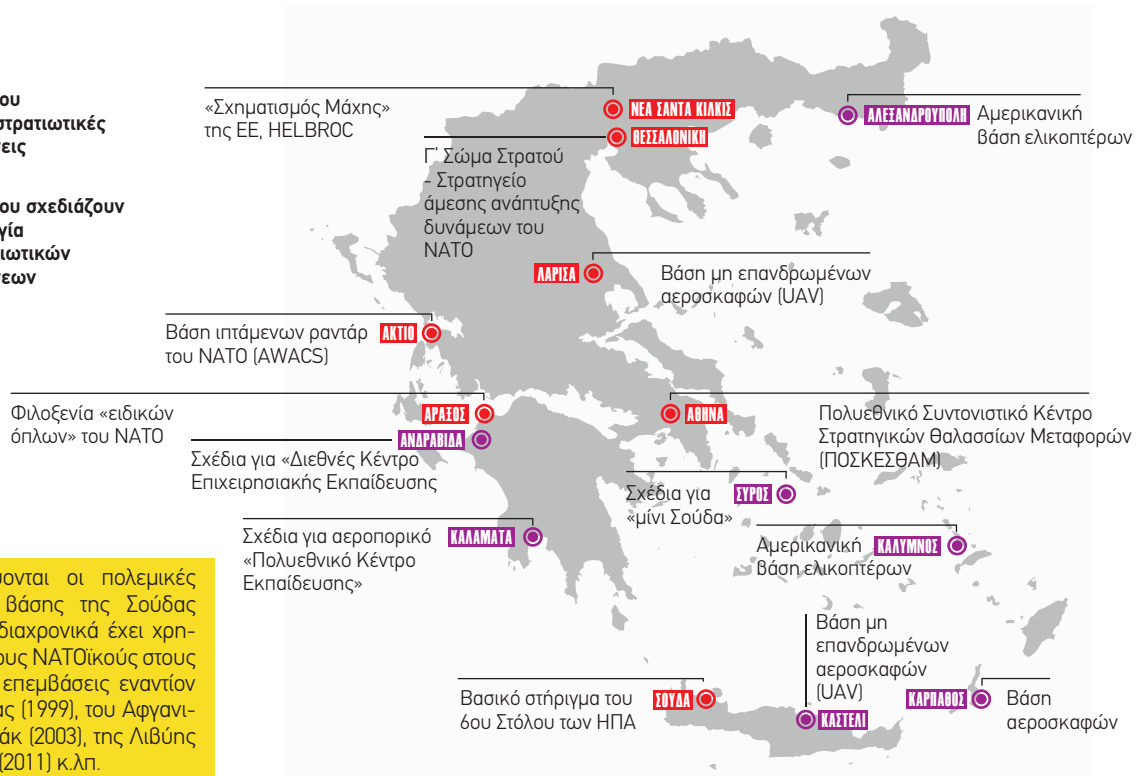 ου
στρατιωτικές
εις
ου σχεδιάζουν
γία
ιωτικών
εων
«Σχηματισμός Μάχης»
της ΕΕ, HELBROC
ΝΕΑ ΣΑΝΤΑ ΚΙΛΚΙΣ
ΘΕΣΣΑΛΟΝΙΚΗ
Γ' Σώμα Στρατού
- Στρατηγείο
άμεσης ανάπτυξης
δυνάμεων του
ΝΑΤΟ
ΑΛΕΞΑΝΔΡΟΥΠΟΛΗ
Αμερικανική
βάση ελικοπτέρων
ΛΑΡΙΣΑ
Βάση μη επανδρωμένων
αεροσκαφών (UAV)
Βάση ιπτάμενων ραντάρ
του ΝΑΤΟ (AWACS)
ΑΚΤΙΟ
Φιλοξενία «ειδικών
όπλων» του ΝΑΤΟ
ΑΡΑΞΟΣ
ΑΝΔΡΑΒΙΔΑ
Σχέδια για «Διεθνές Κέντρο
Επιχειρησιακής Εκπαίδευσης
ΑΘΗΝΑ
Πολυεθνικό Συντονιστικό Κέντρο
Στρατηγικών Θαλασσίων Μεταφορών
(ΠΟΣΚΕΣΘΑΜ)
Σχέδια για
«μίνι Σούδα»
ΣΥΡΟΣ
Σχέδια για αεροπορικό
«Πολυεθνικό Κέντρο
Εκπαίδευσης»
ΚΑΛΑΜΑΤΑ
Αμερικανική
βάση ελικοπτέρων
ΚΑΛΥΜΝΟΣ
ύονται οι πολεμικές
βάσης της Σούδας
διαχρονικά έχει χρη-
ους ΝΑΤΟϊκούς στους
επεμβάσεις εναντίον
ας (1999), του Αφγανι-
άκ (2003), της Λιβύης
(2011) κ.λπ.
Βασικό στήριγμα του
6ου Στόλου των ΗΠΑ
ΣΟΥΔΑ
Βάση μη
επανδρωμένων
αεροσκαφών
(UAV)
ΚΑΣΤΕΛΙ
ΚΑΡΠΑΘΟΣ
Βάση
αεροσκαφών